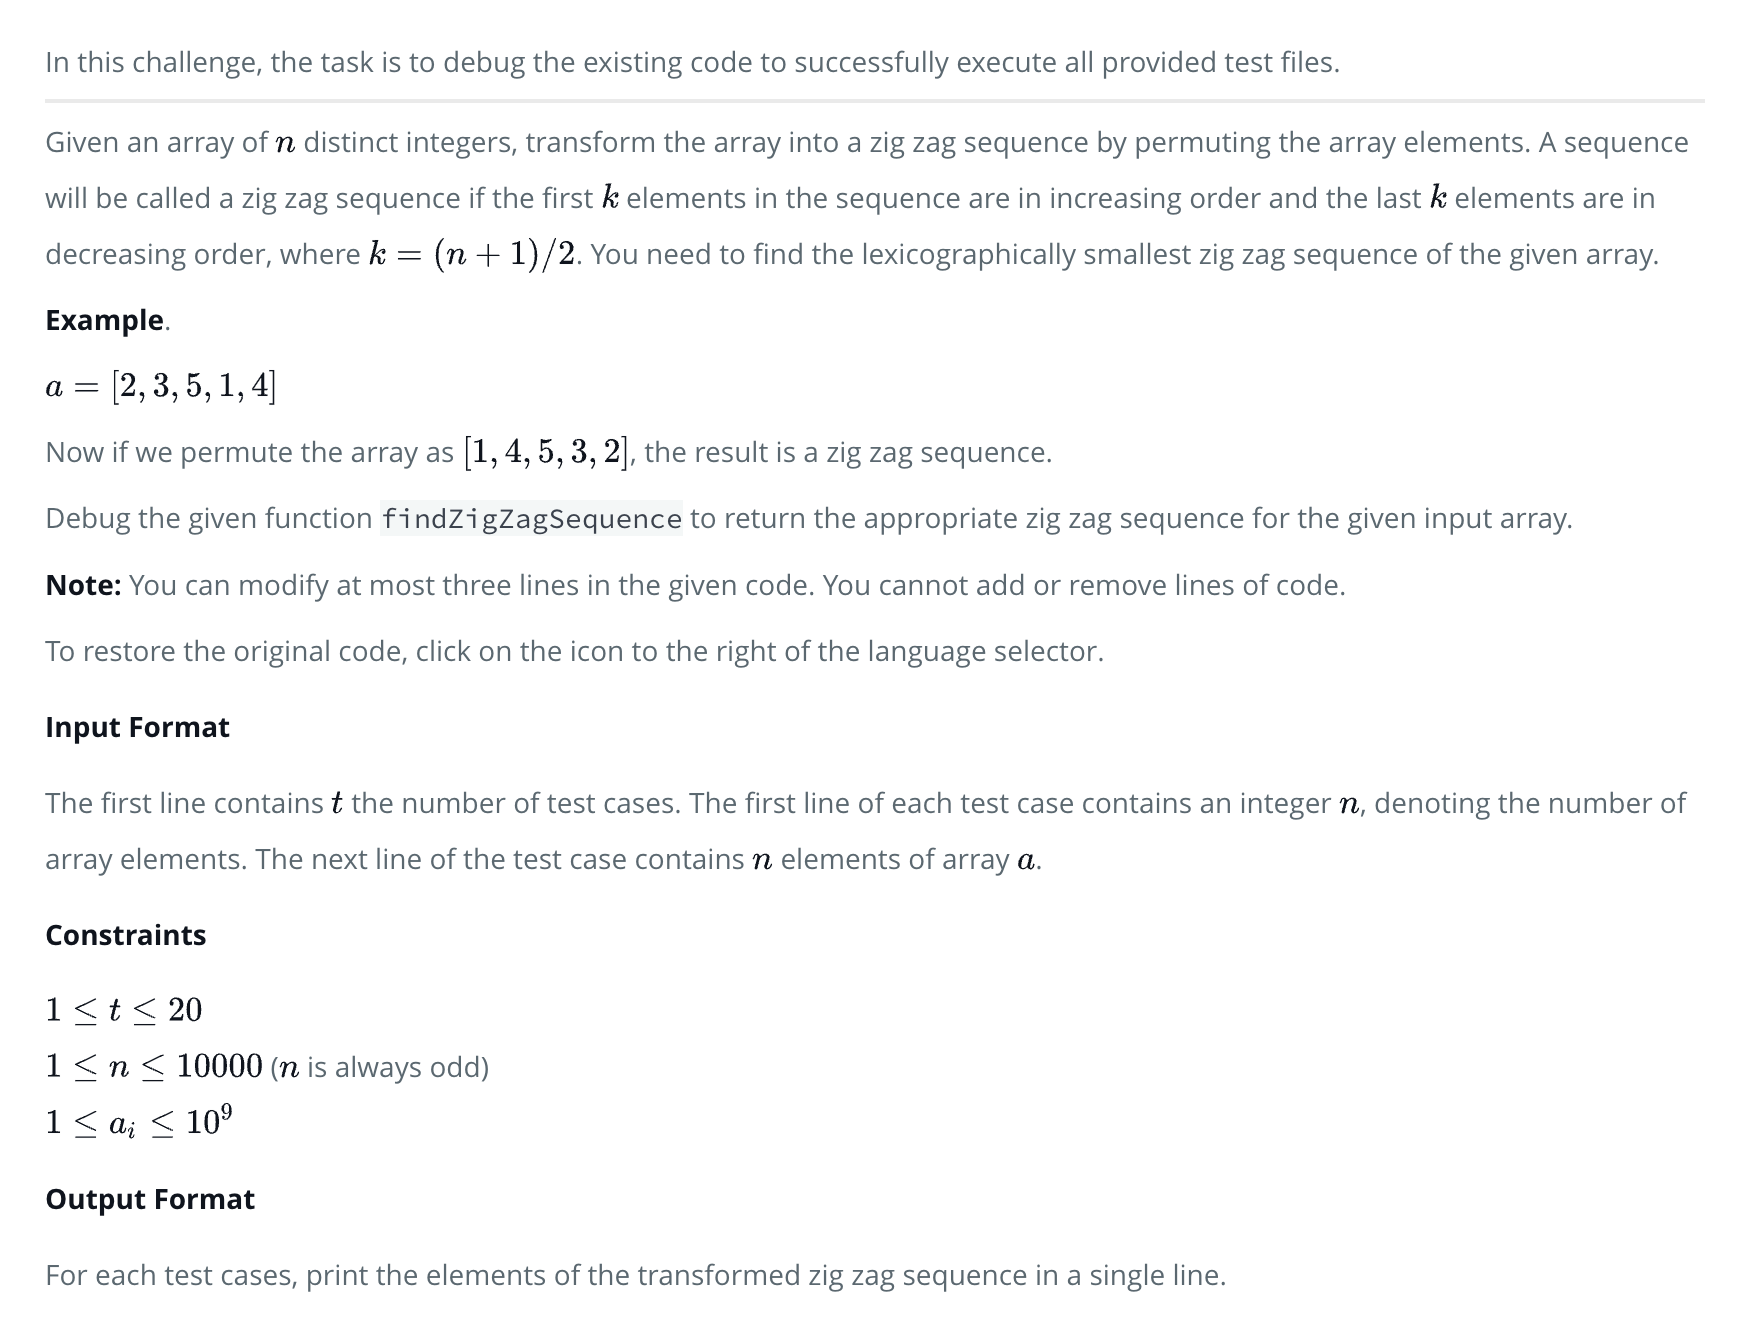 In this challenge, the task is to debug the existing code to successfully execute all provided test files.
Given an array of n distinct integers, transform the array into a zig zag sequence by permuting the array elements. A sequence
will be called a zig zag sequence if the first k elements in the sequence are in increasing order and the last k elements are in
decreasing order, where k = (n + 1)/2. You need to find the lexicographically smallest zig zag sequence of the given array.
Example.
a = [2, 3, 5, 1, 4]
Now if we permute the array as [1, 4, 5, 3, 2], the result is a zig zag sequence.
Debug the given function findZigZagSequence to return the appropriate zig zag sequence for the given input array.
Note: You can modify at most three lines in the given code. You cannot add or remove lines of code.
To restore the original code, click on the icon to the right of the language selector.
Input Format
The first line contains t the number of test cases. The first line of each test case contains an integer n, denoting the number of
array elements. The next line of the test case contains n elements of array a.
Constraints
1 ≤ t ≤ 20
1 ≤ n ≤ 10000 (n is always odd)
1 ≤ aᵢ ≤ 10⁹
Output Format
For each test cases, print the elements of the transformed zig zag sequence in a single line.